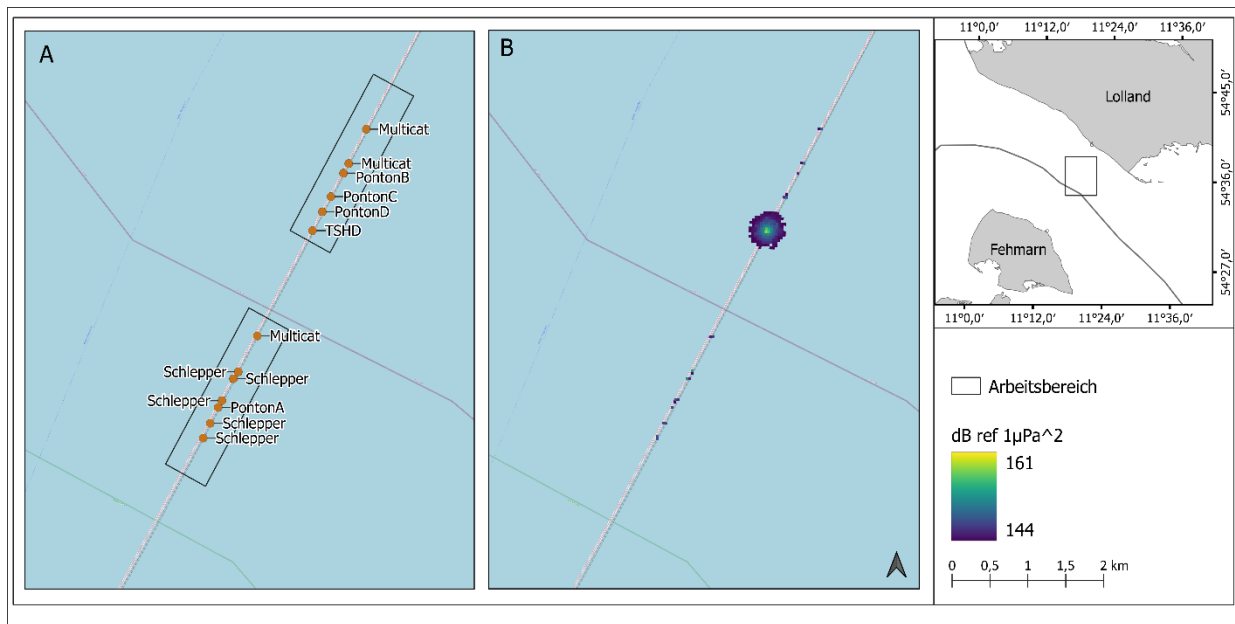 A
Multicat
Multicat
PontonB
PontonC
PontonD
TSHD
Multicat
Schlepper
Schlepper
Schlepper
PontonA
Schlepper
Schlepper
B
11°0,0' 11°12,0' 11°24,0' 11°36,0'
Lolland
Fehmarn
54°45,0'
54°36,0'
54°27,0'
11°0,0' 11°12,0' 11°24,0' 11°36,0'
Arbeitsbereich
dB ref 1µPa^2
161
144
0 0,5 1 1,5 2 km